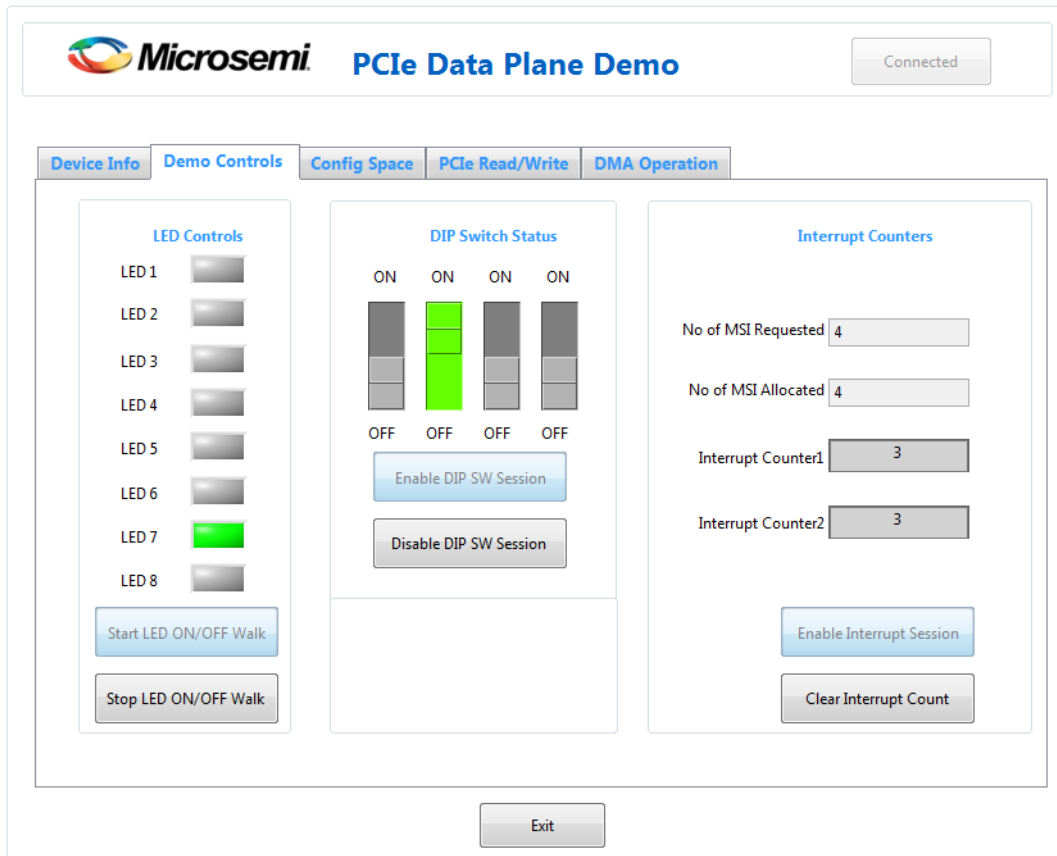 Microsemi.
PCIe Data Plane Demo
Connected
Device Info
Demo Controls
Config Space
PCIe Read/Write
DMA Operation
LED Controls
LED 1
LED 2
LED 3
LED 4
LED 5
LED 6
LED 7
LED 8
Start LED ON/OFF Walk
Stop LED ON/OFF Walk
DIP Switch Status
ON ON ON ON
OFF OFF OFF OFF
Enable DIP SW Session
Disable DIP SW Session
Interrupt Counters
No of MSI Requested 4
No of MSI Allocated 4
Interrupt Counter1 3
Interrupt Counter2 3
Enable Interrupt Session
Clear Interrupt Count
Exit